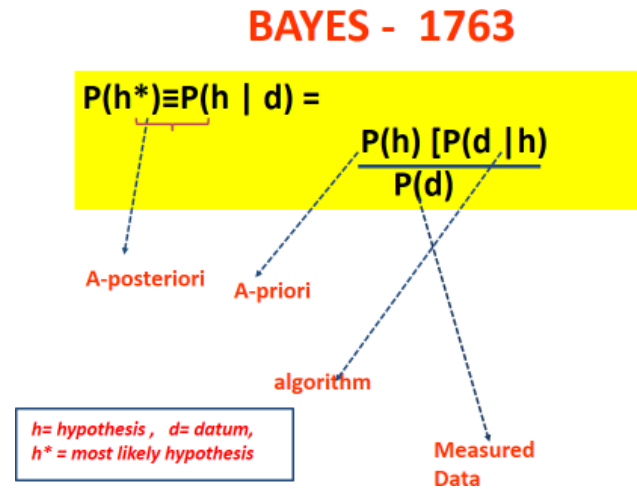 BAYES - 1763
P(h*)≡P(h | d) =
P(h) [P(d |h)
P(d)
A-posteriori
A-priori
algorithm
h= hypothesis , d= datum,
h* = most likely hypothesis
Measured
Data